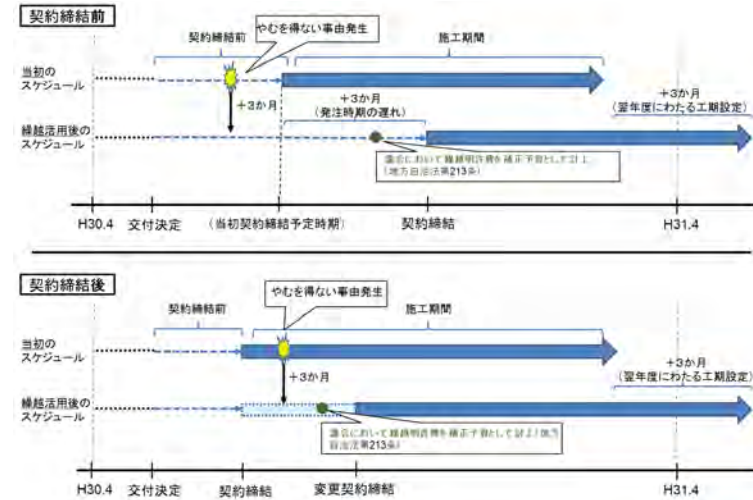 契約締結前
やむを得ない事由発生
契約締結前
施工期間
当初の
スケジュール
+3か月
+3か月
(発注時期の遅れ)
+3か月
(翌年度にわたる工期設定)
繰越活用後の
スケジュール
議会において繰越明許費を補正予算として計上
(地方自治法第213条)
H30.4
交付決定
(当初契約締結予定時期)
契約締結
H31.4
契約締結後
やむを得ない事由発生
契約締結前
施工期間
当初の
スケジュール
+3か月
+3か月
(翌年度にわたる工期設定)
繰越活用後の
スケジュール
議会において繰越明許費を補正予算として計上(地方
自治法第213条)
H30.4
交付決定
契約締結
変更契約締結
H31.4